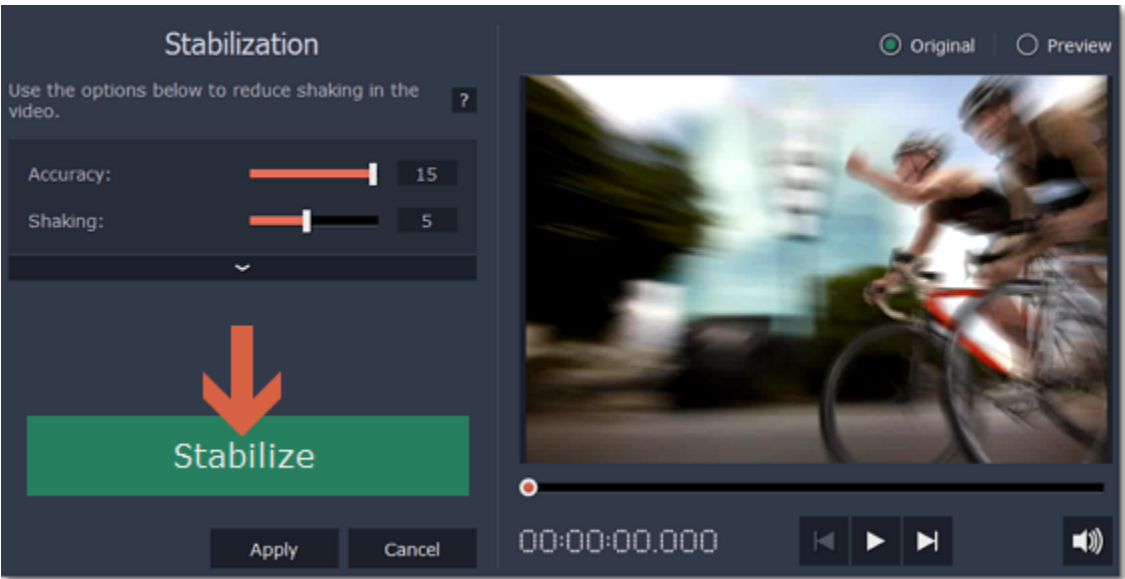 Stabilization
Use the options below to reduce shaking in the
video.
?
Accuracy: 15
Shaking: 5
Stabilize
Apply Cancel
Original Preview
00:00:00.000